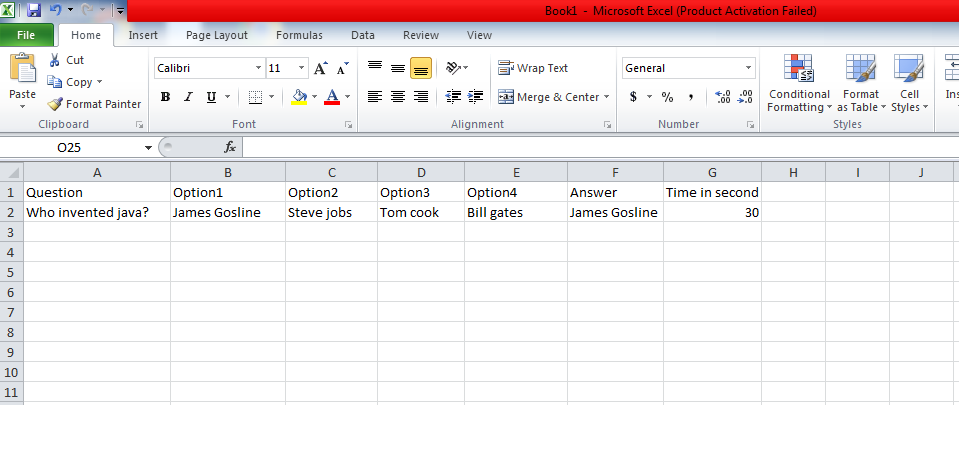 Book1 - Microsoft Excel (Product Activation Failed)
File Home Insert Page Layout Formulas Data Review View
Cut
Copy
Format Painter
Paste
Clipboard
Calibri 11
A A
B I U A
Font
Wrap Text
Merge & Center
Alignment
General
$ % , .00 .0
Number
Conditional Formatting
Format as Table
Cell Styles
Styles
O25 fx
A B C D E F G H I J
1 Question Option1 Option2 Option3 Option4 Answer Time in second
2 Who invented java? James Gosline Steve jobs Tom cook Bill gates James Gosline 30
3
4
5
6
7
8
9
10
11